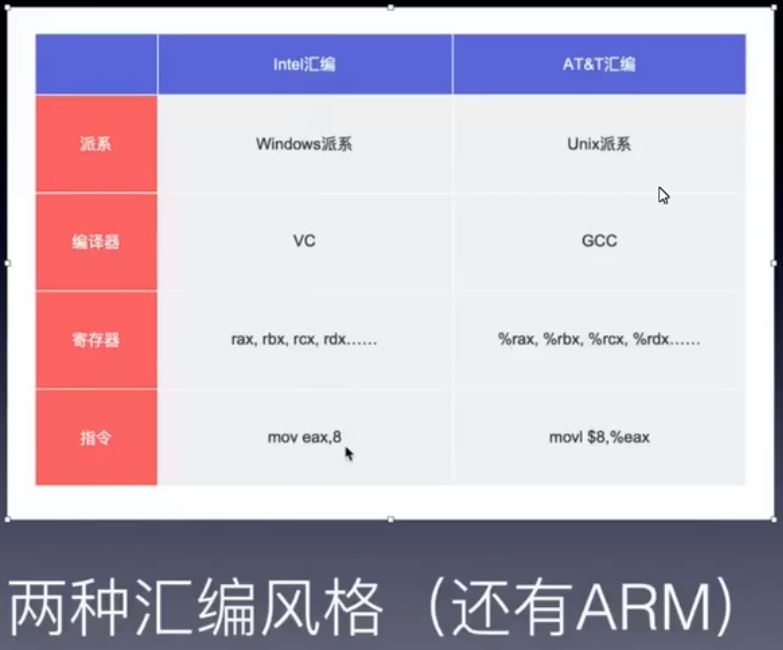 Intel汇编 AT&T汇编
派系 Windows派系 Unix派系
编译器 VC GCC
寄存器 rax, rbx, rcx, rdx…… %rax, %rbx, %rcx, %rdx……
指令 mov eax,8 movl $8,%eax
两种汇编风格（还有ARM）